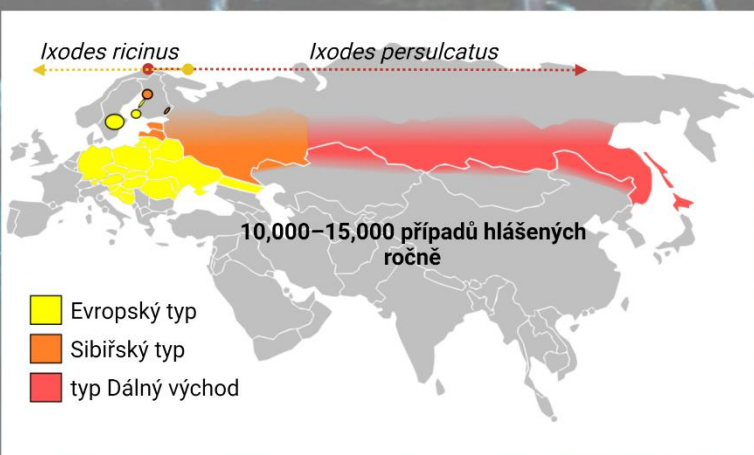 Ixodes ricinus
Ixodes persulcatus
10,000–15,000 případů hlášených
ročně
Evropský typ
Sibiřský typ
typ Dálný východ